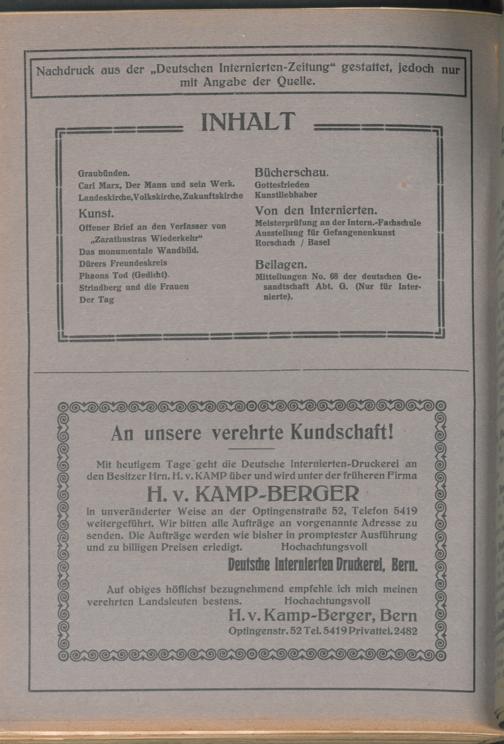 Nachdruck aus der „Deutschen Internierten-Zeitung“ gestattet, jedoch nur
mit Angabe der Quelle.
INHALT
Graubünden.
Carl Marx, Der Mann und sein Werk.
Landeskirche, Volkskirche, Zukunftskirche
Kunst.
Offener Brief an den Verfasser von
„Zarathustras Wiederkehr“
Das monumentale Wandbild.
Dürers Freundeskreis
Phaons Tod (Gedicht).
Strindberg und die Frauen
Der Tag
Bücherschau.
Gottesfrieden
Kunstliebhaber
Von den Internierten.
Meisterprüfung an der Intern.-Fachschule
Ausstellung für Gefangenenkunst
Rorschach / Basel
Beilagen.
Mitteilungen No. 68 der deutschen Ge-
sandtschaft Abt. G. (Nur für Inter-
nierte).
An unsere verehrte Kundschaft!
Mit heutigem Tage geht die Deutsche Internierten-Druckerei an
den Besitzer Hrn. H. v. KAMP über und wird unter der früheren Firma
H. v. KAMP-BERGER
in unveränderter Weise an der Optingenstraße 52, Telefon 5419
weitergeführt. Wir bitten alle Aufträge an vorgenannte Adresse zu
senden. Die Aufträge werden wie bisher in promptester Ausführung
und zu billigen Preisen erledigt. Hochachtungsvoll
Deutsche Internierten Druckerei, Bern.
Auf obiges höflichst bezugnehmend empfehle ich mich meinen
verehrten Landsleuten bestens. Hochachtungsvoll
H. v. Kamp-Berger, Bern
Optingenstr. 52 Tel. 5419 Privattel. 2482